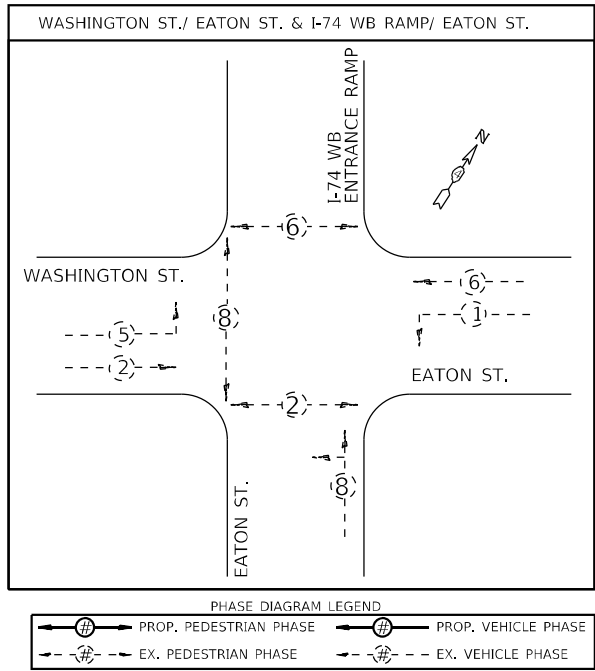 WASHINGTON ST./ EATON ST. & I-74 WB RAMP/ EATON ST.
I-74 WB
ENTRANCE RAMP
N
4
6
WASHINGTON ST.
6
8
1
5
2
EATON ST.
2
8
EATON ST.
PHASE DIAGRAM LEGEND
# PROP. PEDESTRIAN PHASE # PROP. VEHICLE PHASE
# EX. PEDESTRIAN PHASE # EX. VEHICLE PHASE